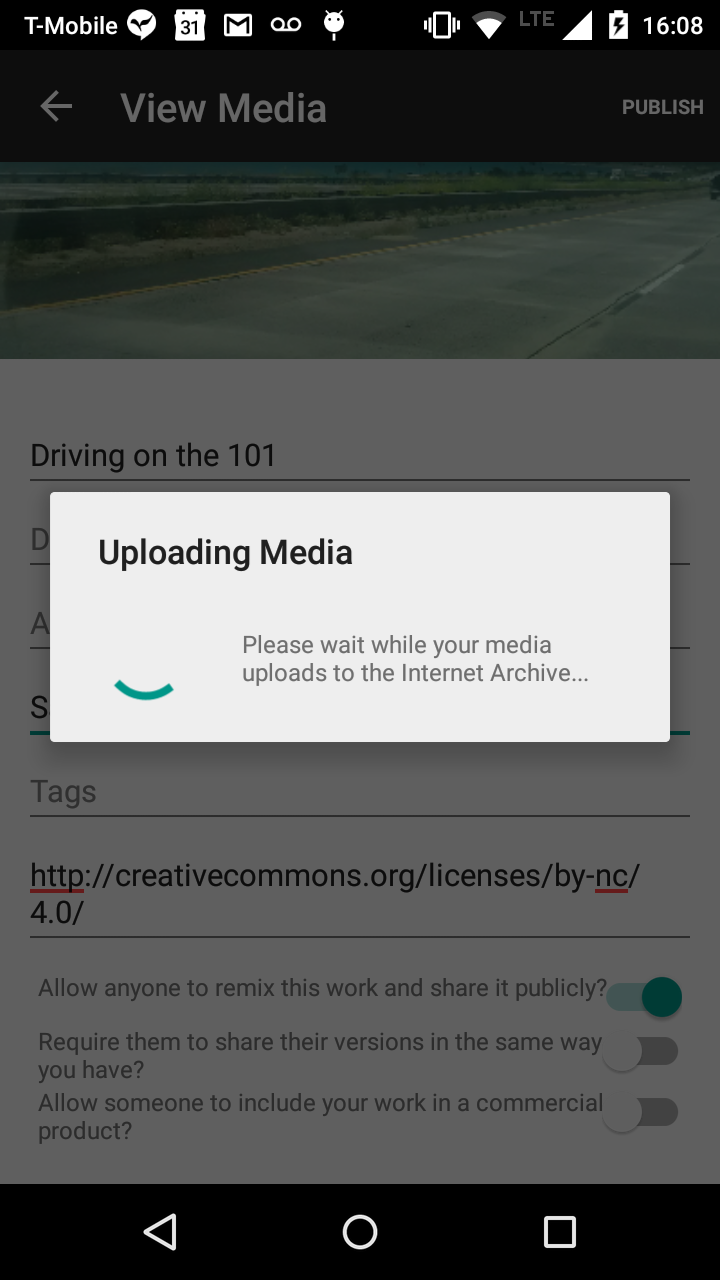 T-Mobile 31 LTE 16:08
View Media PUBLISH
Driving on the 101
D
Uploading Media
A
Please wait while your media
uploads to the Internet Archive...
S
Tags
http://creativecommons.org/licenses/by-nc/
4.0/
Allow anyone to remix this work and share it publicly?
Require them to share their versions in the same way
you have?
Allow someone to include your work in a commercial
product?